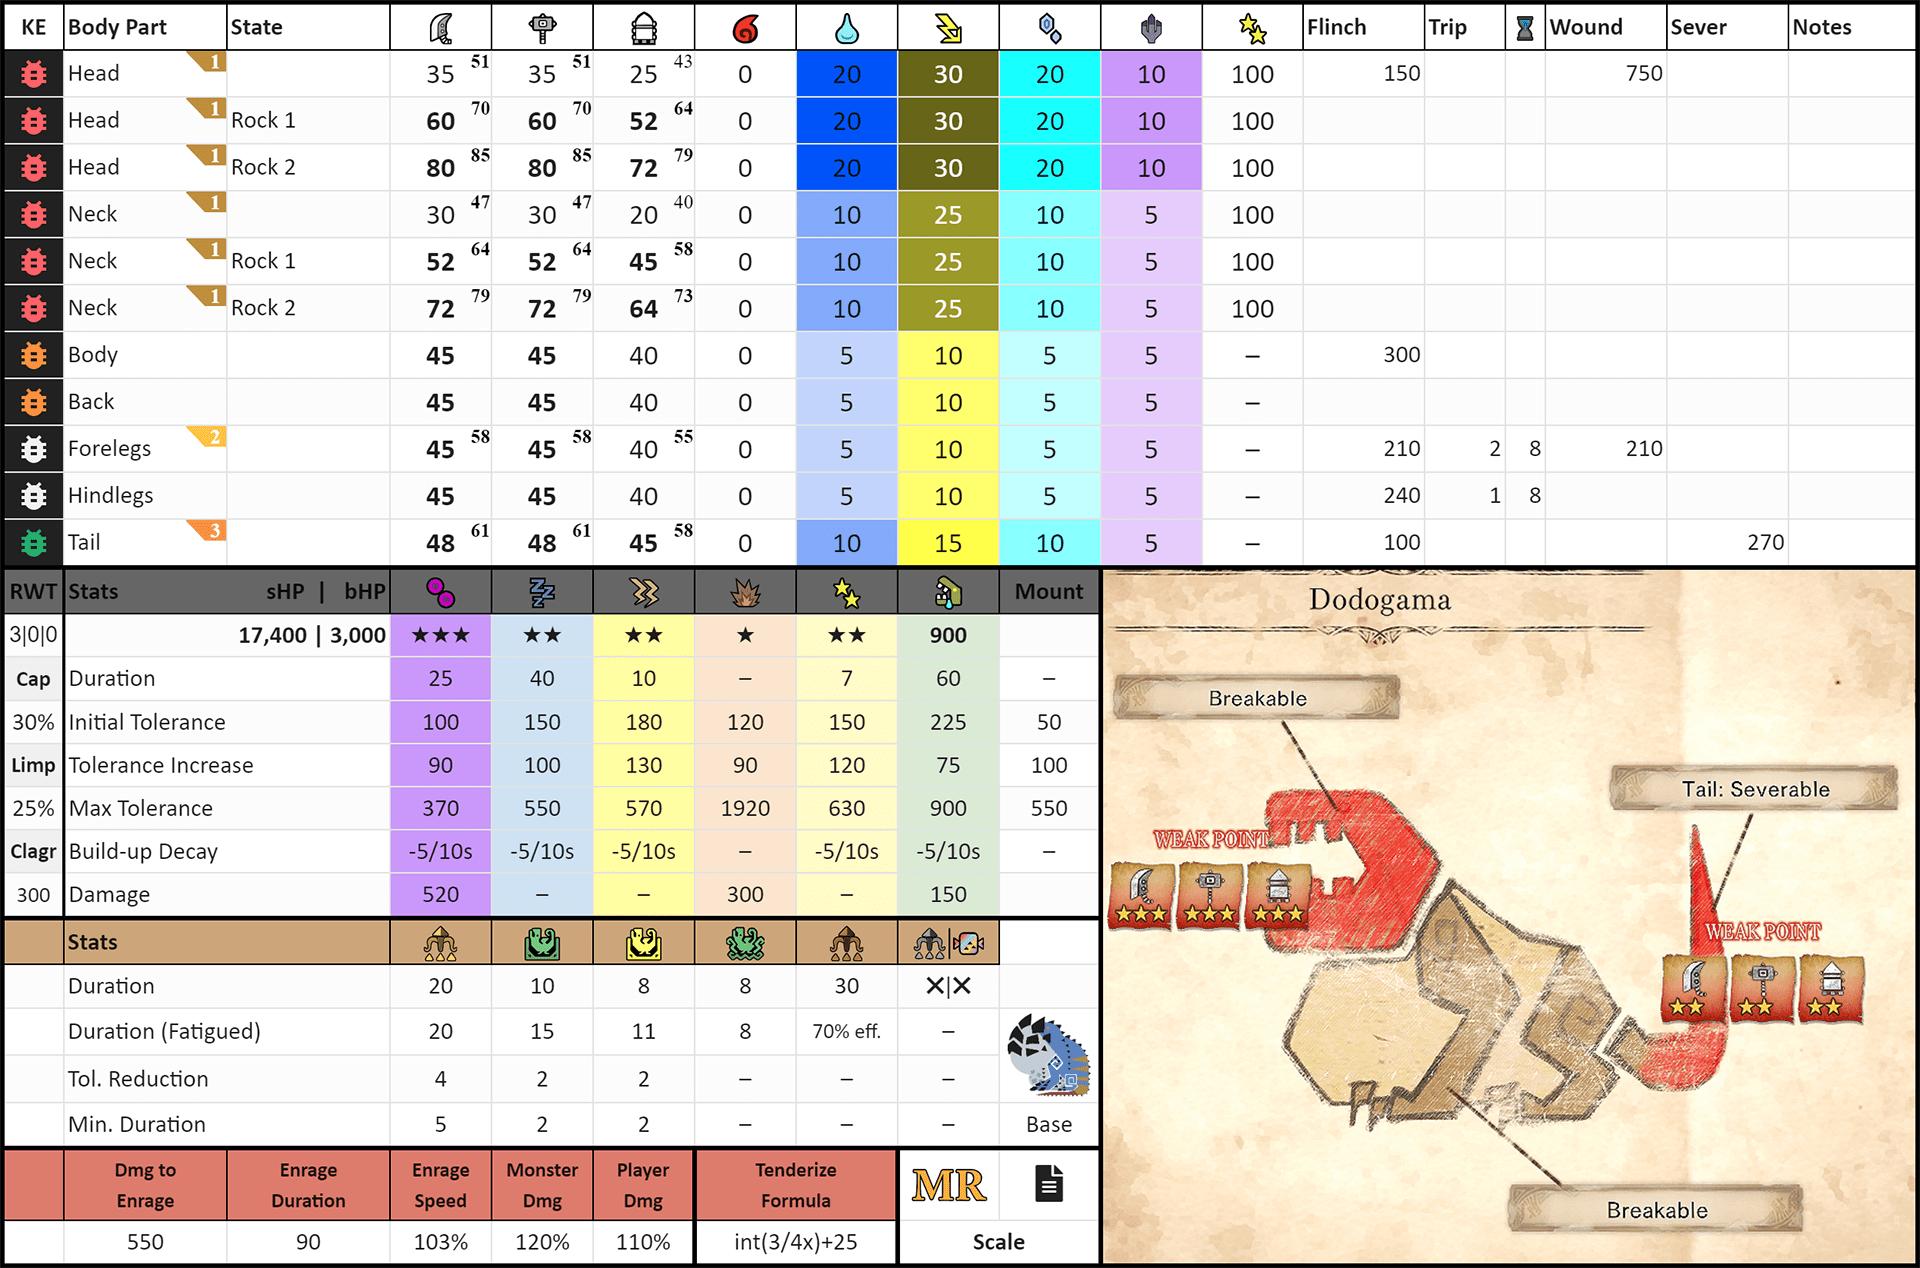 KE Body Part State Flinch Trip Wound Sever Notes
Head 1 35 51 35 51 25 43 0 20 30 20 10 100 150 750
Head 1 Rock 1 60 70 60 70 52 64 0 20 30 20 10 100
Head 1 Rock 2 80 85 80 85 72 79 0 20 30 20 10 100
Neck 1 30 47 30 47 20 40 0 10 25 10 5 100
Neck 1 Rock 1 52 64 52 64 45 58 0 10 25 10 5 100
Neck 1 Rock 2 72 79 72 79 64 73 0 10 25 10 5 100
Body 45 45 40 0 5 10 5 5 – 300
Back 45 45 40 0 5 10 5 5 –
Forelegs 2 45 58 45 58 40 55 0 5 10 5 5 – 210 2 8 210
Hindlegs 45 45 40 0 5 10 5 5 – 240 1 8
Tail 3 48 61 48 61 45 58 0 10 15 10 5 – 100 270
RWT Stats sHP | bHP Mount
3|0|0 17,400 | 3,000 ★★★ ★★ ★★ ★ ★★ 900
Cap Duration 25 40 10 – 7 60 –
30% Initial Tolerance 100 150 180 120 150 225 50
Limp Tolerance Increase 90 100 130 90 120 75 100
25% Max Tolerance 370 550 570 1920 630 900 550
Clagr Build-up Decay -5/10s -5/10s -5/10s – -5/10s -5/10s –
300 Damage 520 – – 300 – 150
Stats
Duration 20 10 8 8 30 ✕|✕
Duration (Fatigued) 20 15 11 8 70% eff. –
Tol. Reduction 4 2 2 – – –
Min. Duration 5 2 2 – – – Base
Dmg to Enrage Enrage Monster Player Tenderize
Enrage Duration Speed Dmg Dmg Formula
MR
550 90 103% 120% 110% int(3/4x)+25 Scale
Dodogama
Breakable
Tail: Severable
WEAK POINT
WEAK POINT
Breakable